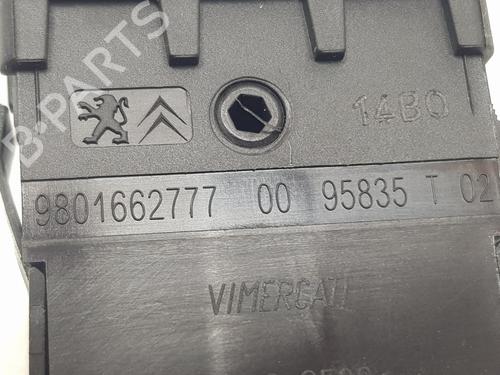 B-PARTS
14B0
9801662777 00 95835 T 02
VIMERCATI